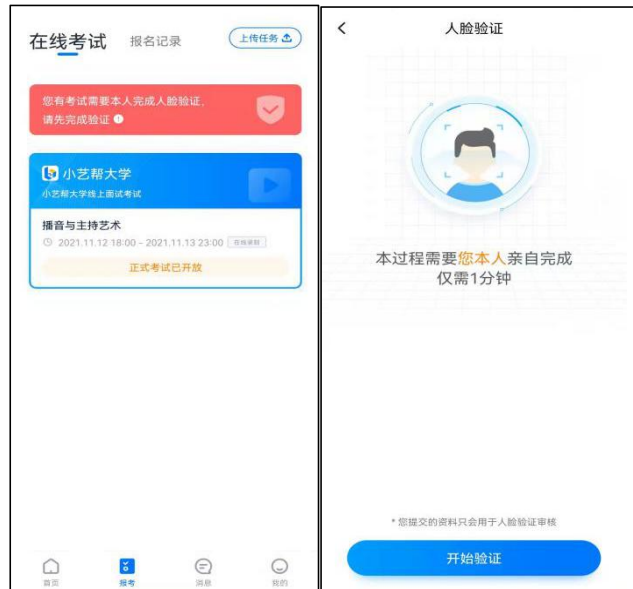 在线考试 报名记录 上传任务
您有考试需要本人完成人脸验证,
请先完成验证
小艺帮大学
小艺帮大学线上面试考试
播音与主持艺术
2021.11.12 18:00 - 2021.11.13 23:00 在线录制
正式考试已开放
首页 报考 消息 我的
人脸验证
本过程需要您本人亲自完成
仅需1分钟
* 您提交的资料只会用于人脸验证审核
开始验证